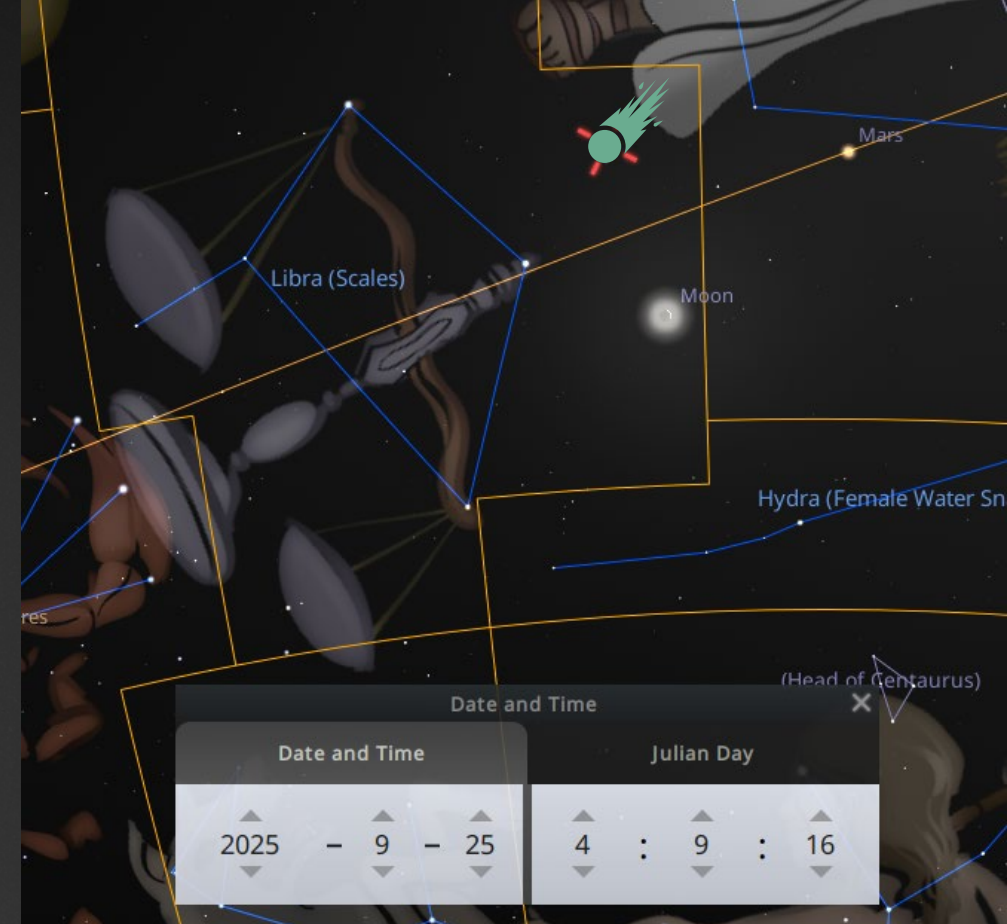 Mars
Libra (Scales)
Moon
Hydra (Female Water Sn
res
(Head of Centaurus)
Date and Time
Date and Time
Julian Day
2025 - 9 - 25
4 : 9 : 16